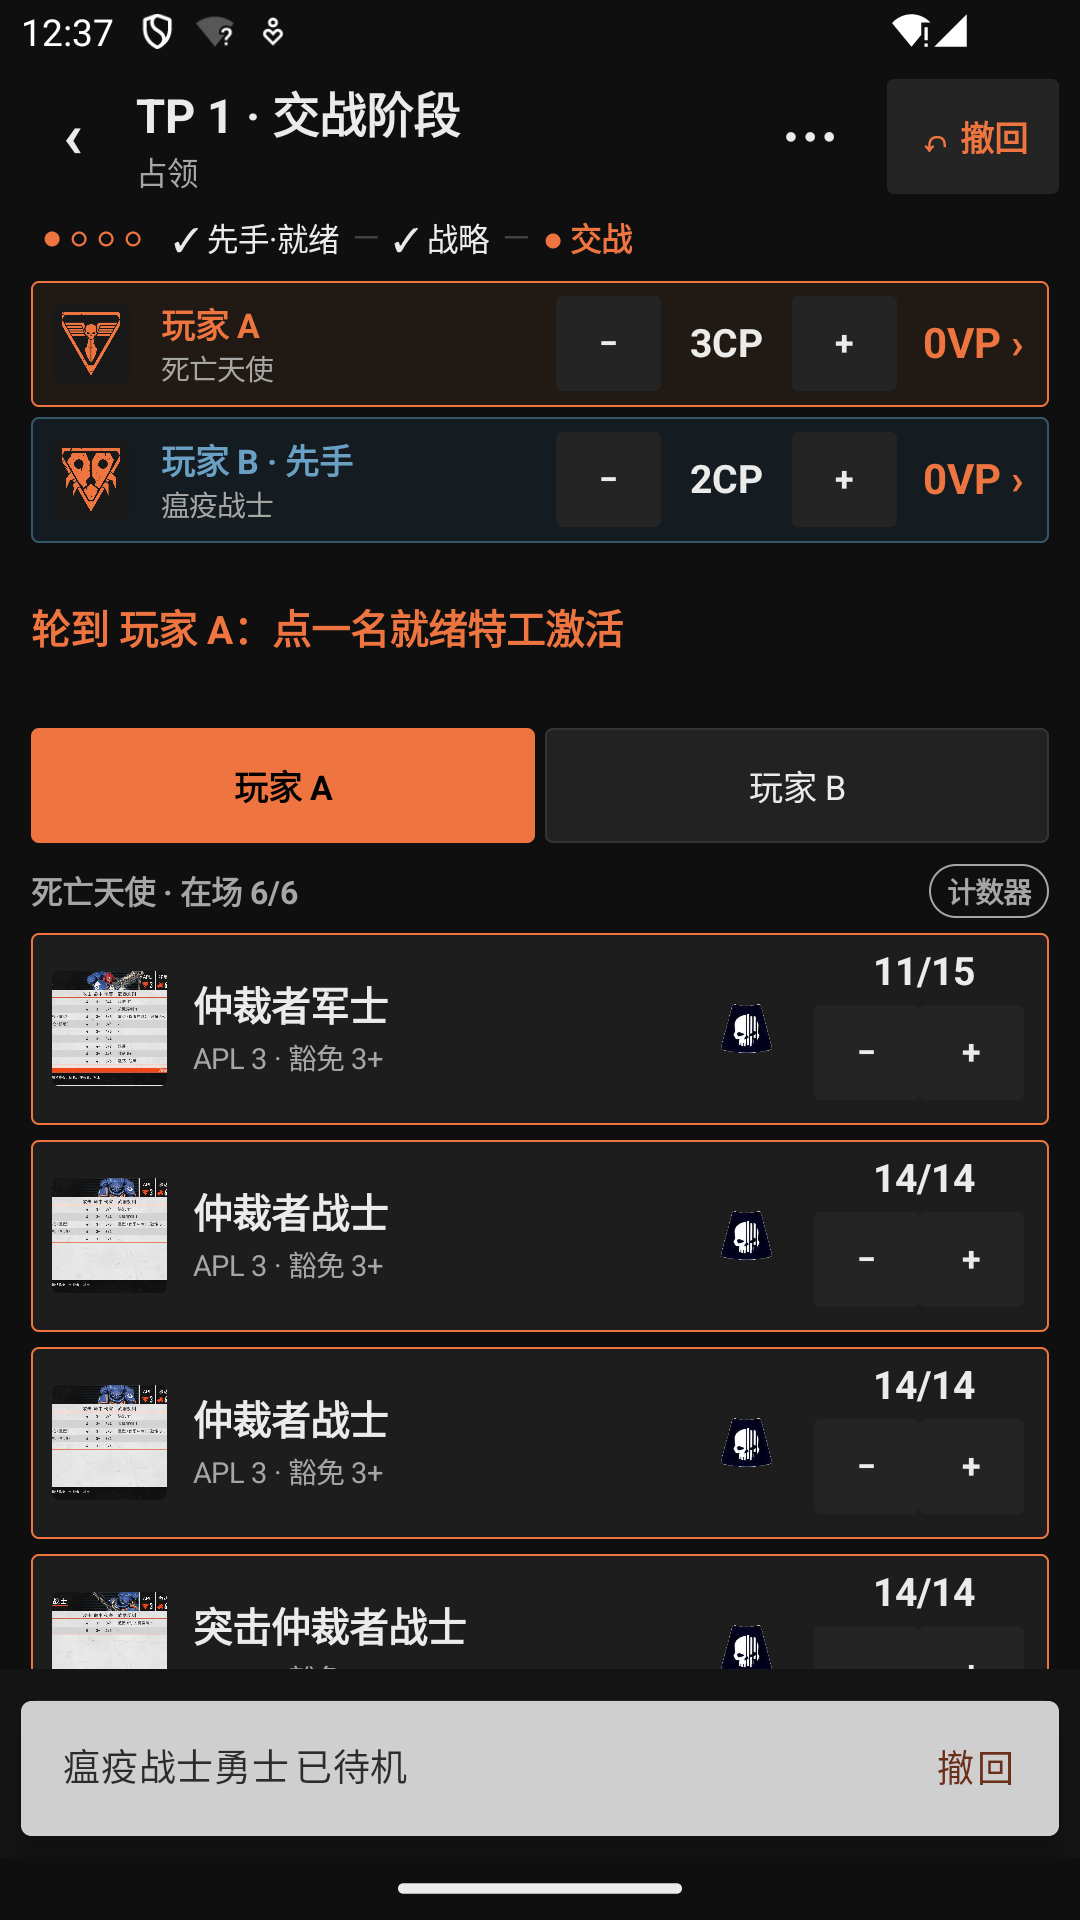 12:37
TP 1 · 交战阶段
占领
撤回
先手·就绪
战略
交战
玩家 A
死亡天使
− 3CP + 0VP ›
玩家 B · 先手
瘟疫战士
− 2CP + 0VP ›
轮到 玩家 A：点一名就绪特工激活
玩家 A
玩家 B
死亡天使 · 在场 6/6
计数器
仲裁者军士
APL 3 · 豁免 3+
11/15
− +
仲裁者战士
APL 3 · 豁免 3+
14/14
− +
仲裁者战士
APL 3 · 豁免 3+
14/14
− +
突击仲裁者战士
14/14
瘟疫战士勇士 已待机
撤回